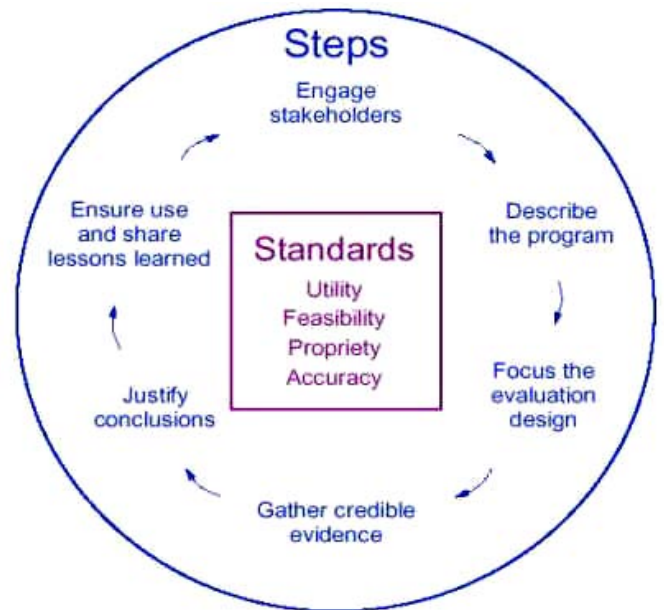 Steps
Engage
stakeholders
Describe
the program
Focus the
evaluation
design
Gather credible
evidence
Justify
conclusions
Ensure use
and share
lessons learned
Standards
Utility
Feasibility
Propriety
Accuracy